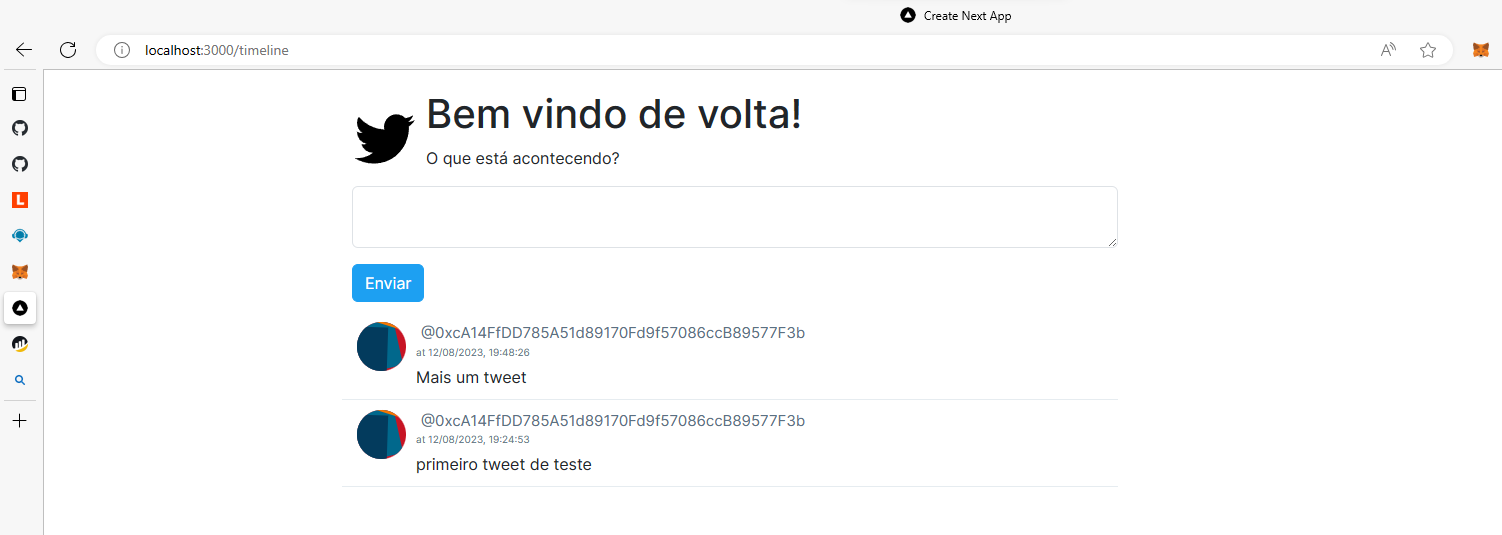 Create Next App
localhost:3000/timeline
Bem vindo de volta!
O que está acontecendo?
Enviar
@0xcA14FfDD785A51d89170Fd9f57086ccB89577F3b
at 12/08/2023, 19:48:26
Mais um tweet
@0xcA14FfDD785A51d89170Fd9f57086ccB89577F3b
at 12/08/2023, 19:24:53
primeiro tweet de teste